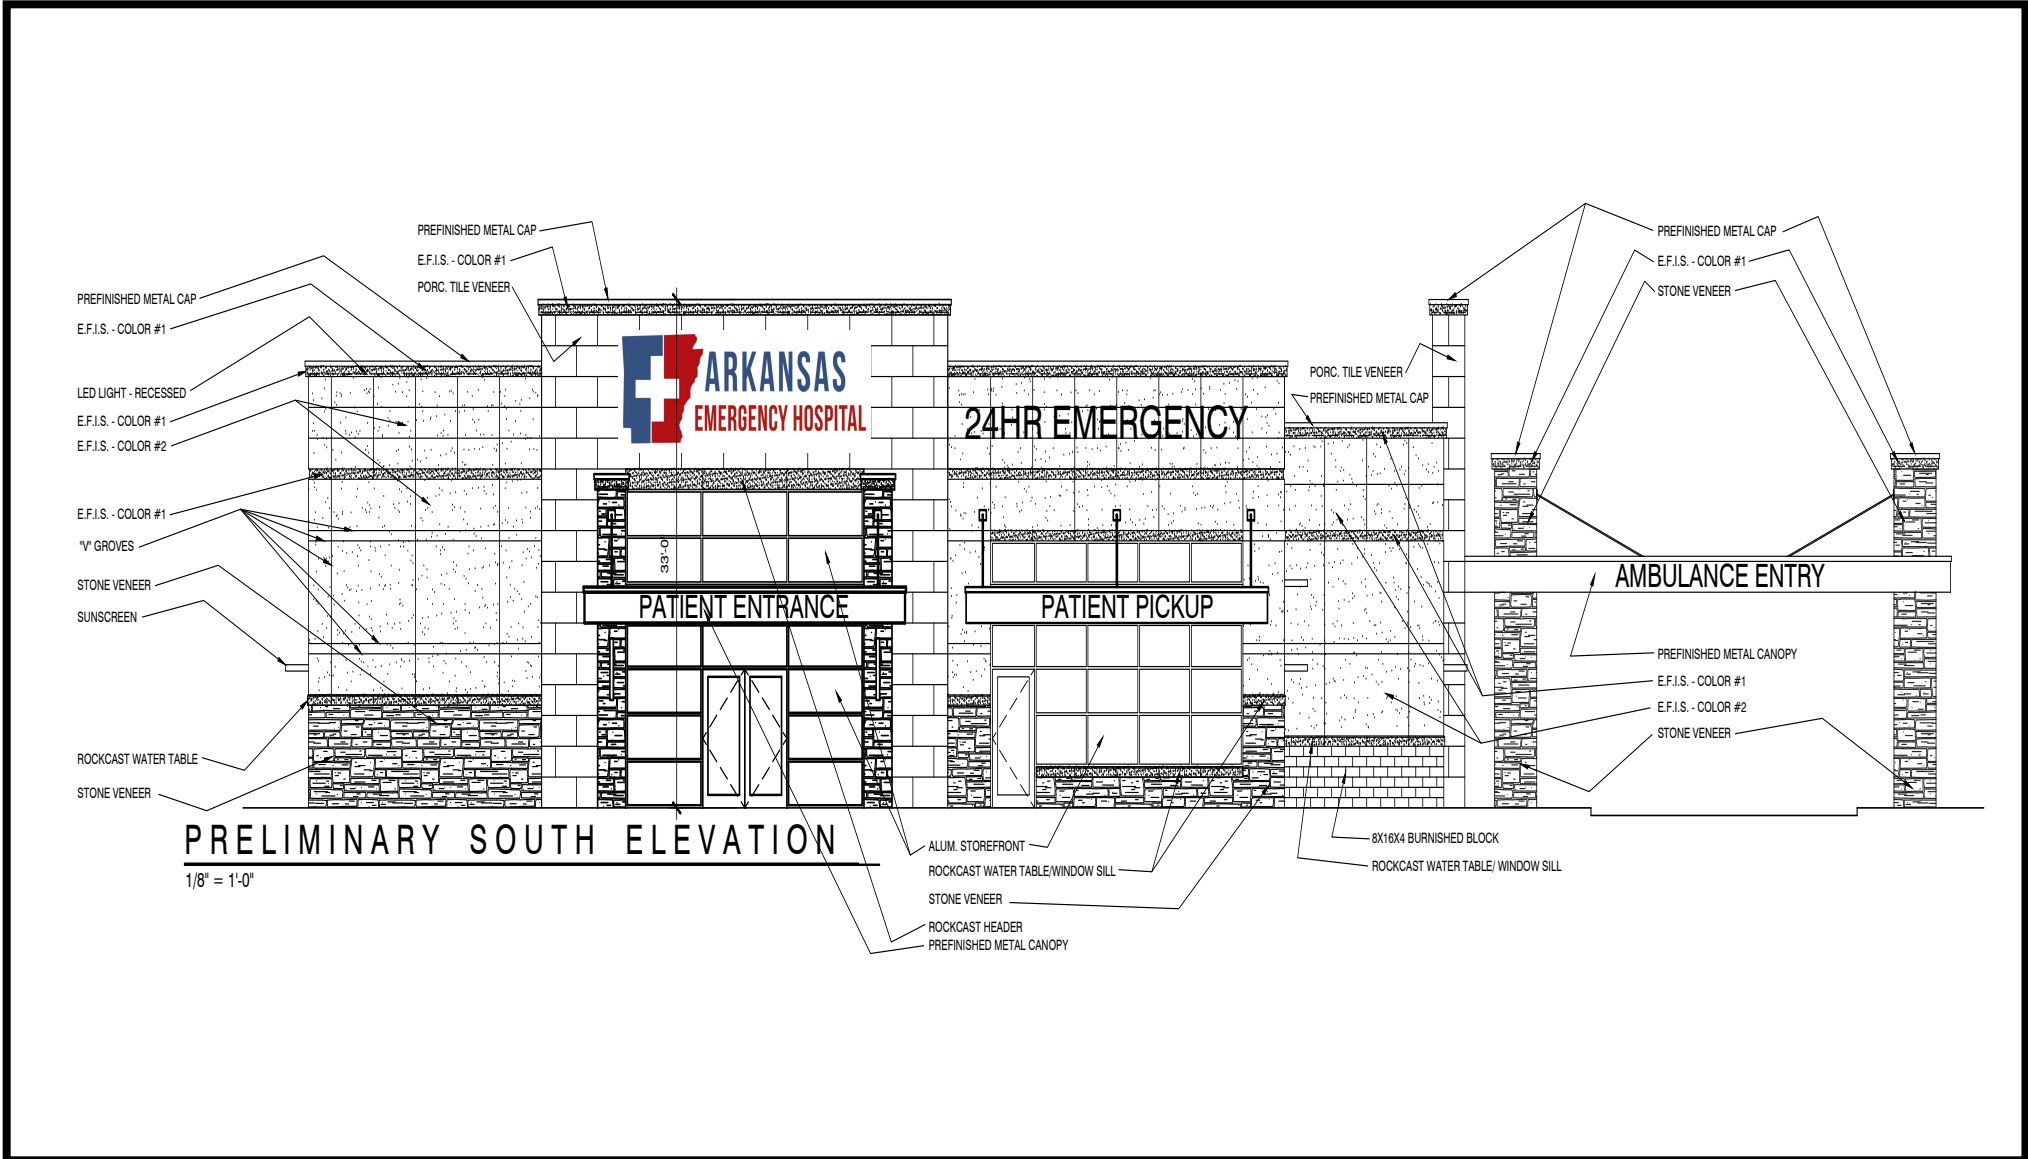 PREFINISHED METAL CAP
E.F.I.S. - COLOR #1
PORC. TILE VENEER
PREFINISHED METAL CAP
E.F.I.S. - COLOR #1
LED LIGHT - RECESSED
E.F.I.S. - COLOR #1
E.F.I.S. - COLOR #2
E.F.I.S. - COLOR #1
"V" GROVES
STONE VENEER
SUNSCREEN
ROCKCAST WATER TABLE
STONE VENEER
ARKANSAS
EMERGENCY HOSPITAL
24HR EMERGENCY
33'-0
PATIENT ENTRANCE
PATIENT PICKUP
PREFINISHED METAL CAP
E.F.I.S. - COLOR #1
STONE VENEER
PORC. TILE VENEER
PREFINISHED METAL CAP
AMBULANCE ENTRY
PREFINISHED METAL CANOPY
E.F.I.S. - COLOR #1
E.F.I.S. - COLOR #2
STONE VENEER
PRELIMINARY SOUTH ELEVATION
1/8" = 1'-0"
ALUM. STOREFRONT
ROCKCAST WATER TABLE/WINDOW SILL
STONE VENEER
ROCKCAST HEADER
PREFINISHED METAL CANOPY
8X16X4 BURNISHED BLOCK
ROCKCAST WATER TABLE/ WINDOW SILL